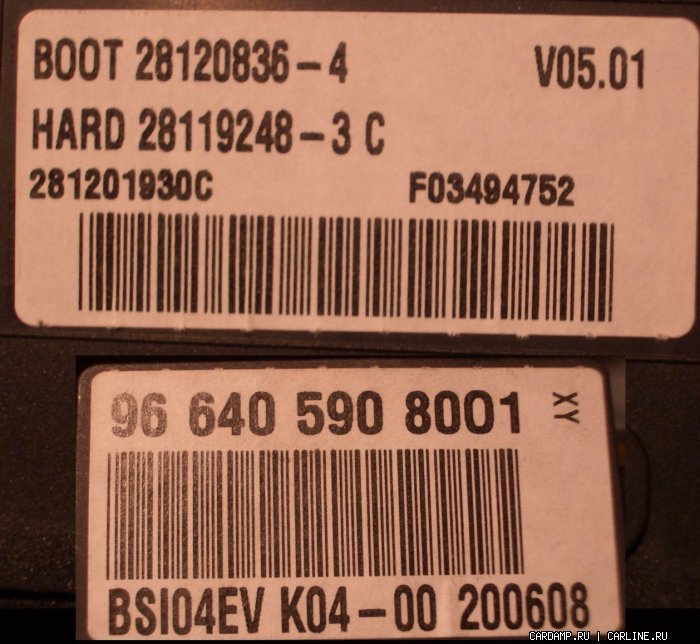 BOOT 28120836-4 V05.01
HARD 28119248-3 C
281201930C F03494752
96 640 590 8001 XY
BSI04EV K04-00 200608
CARDAMP.RU | CARLINE.RU